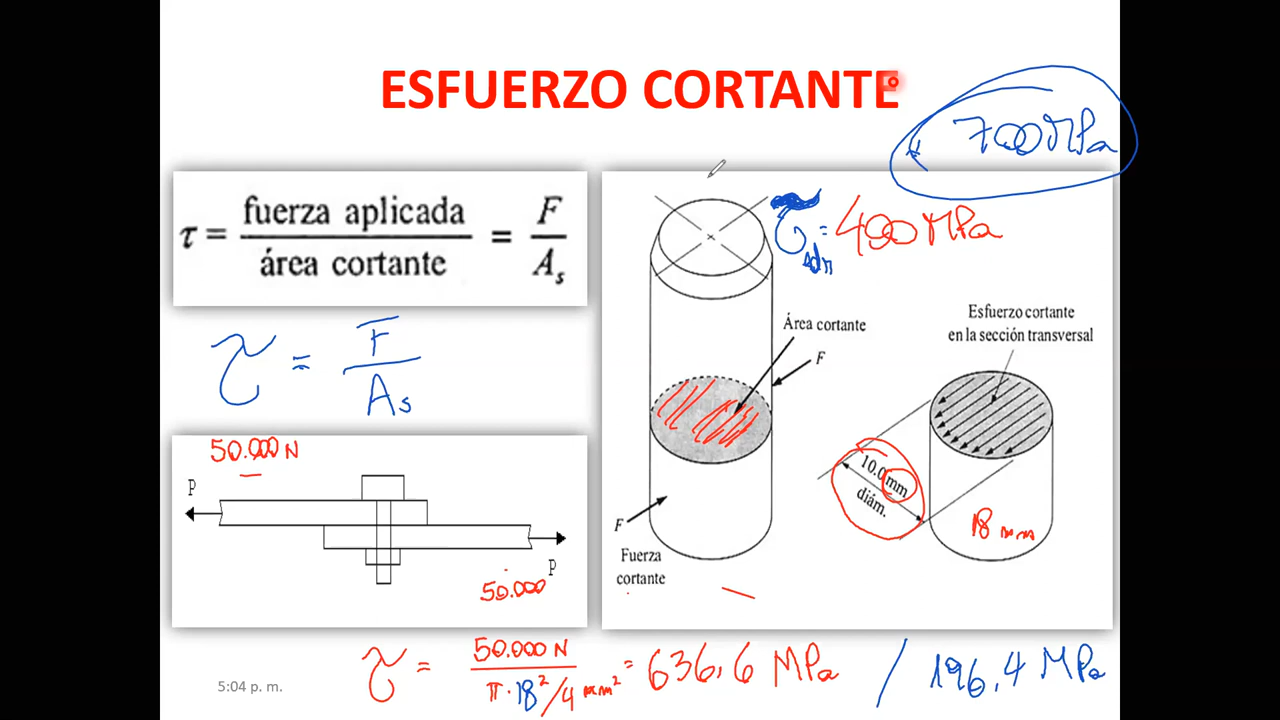 ESFUERZO CORTANTE
700 MPa
τ = fuerza aplicada / área cortante = F / As
τ = F / As
50.000 N
P
P
50.000
τadm = 400 MPa
Área cortante
F
F
Fuerza
cortante
Esfuerzo cortante
en la sección transversal
10.0 mm
diám.
18 mm
τ = 50.000 N / π · 18² / 4 mm² = 636,6 MPa / 196,4 MPa
5:04 p. m.